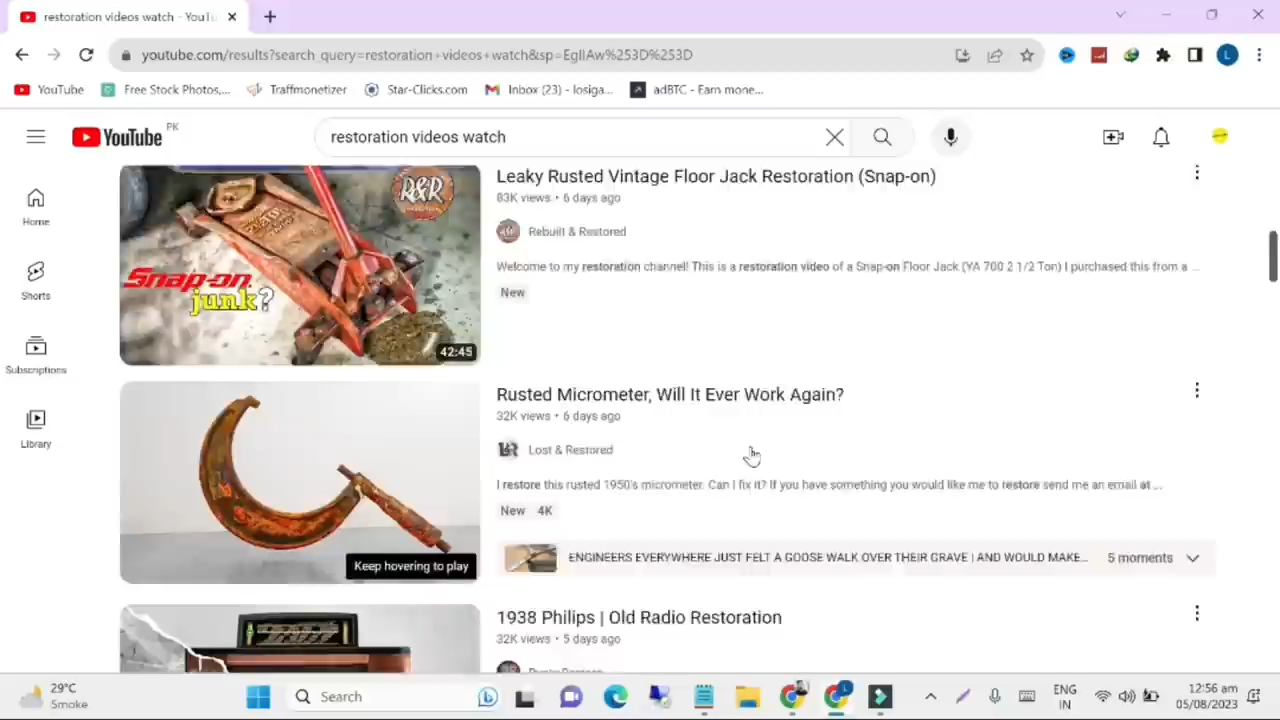 restoration videos watch - YouTu
youtube.com/results?search_query=restoration+videos+watch&sp=EgIIAw%253D%253D
YouTube
Free Stock Photos,...
Traffmonetizer
Star-Clicks.com
Inbox (23) - losiga...
adBTC - Earn mone...
YouTube PK
restoration videos watch
Home
Shorts
Subscriptions
Library
R&R
Snap-on
junk?
42:45
Leaky Rusted Vintage Floor Jack Restoration (Snap-on)
83K views • 6 days ago
Rebuilt & Restored
Welcome to my restoration channel! This is a restoration video of a Snap-on Floor Jack (YA 700 2 1/2 Ton) I purchased this from a ...
New
Keep hovering to play
Rusted Micrometer, Will It Ever Work Again?
32K views • 6 days ago
Lost & Restored
I restore this rusted 1950's micrometer. Can I fix it? If you have something you would like me to restore send me an email at ...
New 4K
ENGINEERS EVERYWHERE JUST FELT A GOOSE WALK OVER THEIR GRAVE | AND WOULD MAKE...
5 moments
1938 Philips | Old Radio Restoration
32K views • 5 days ago
29°C
Smoke
Search
ENG
IN
12:56 am
05/08/2023